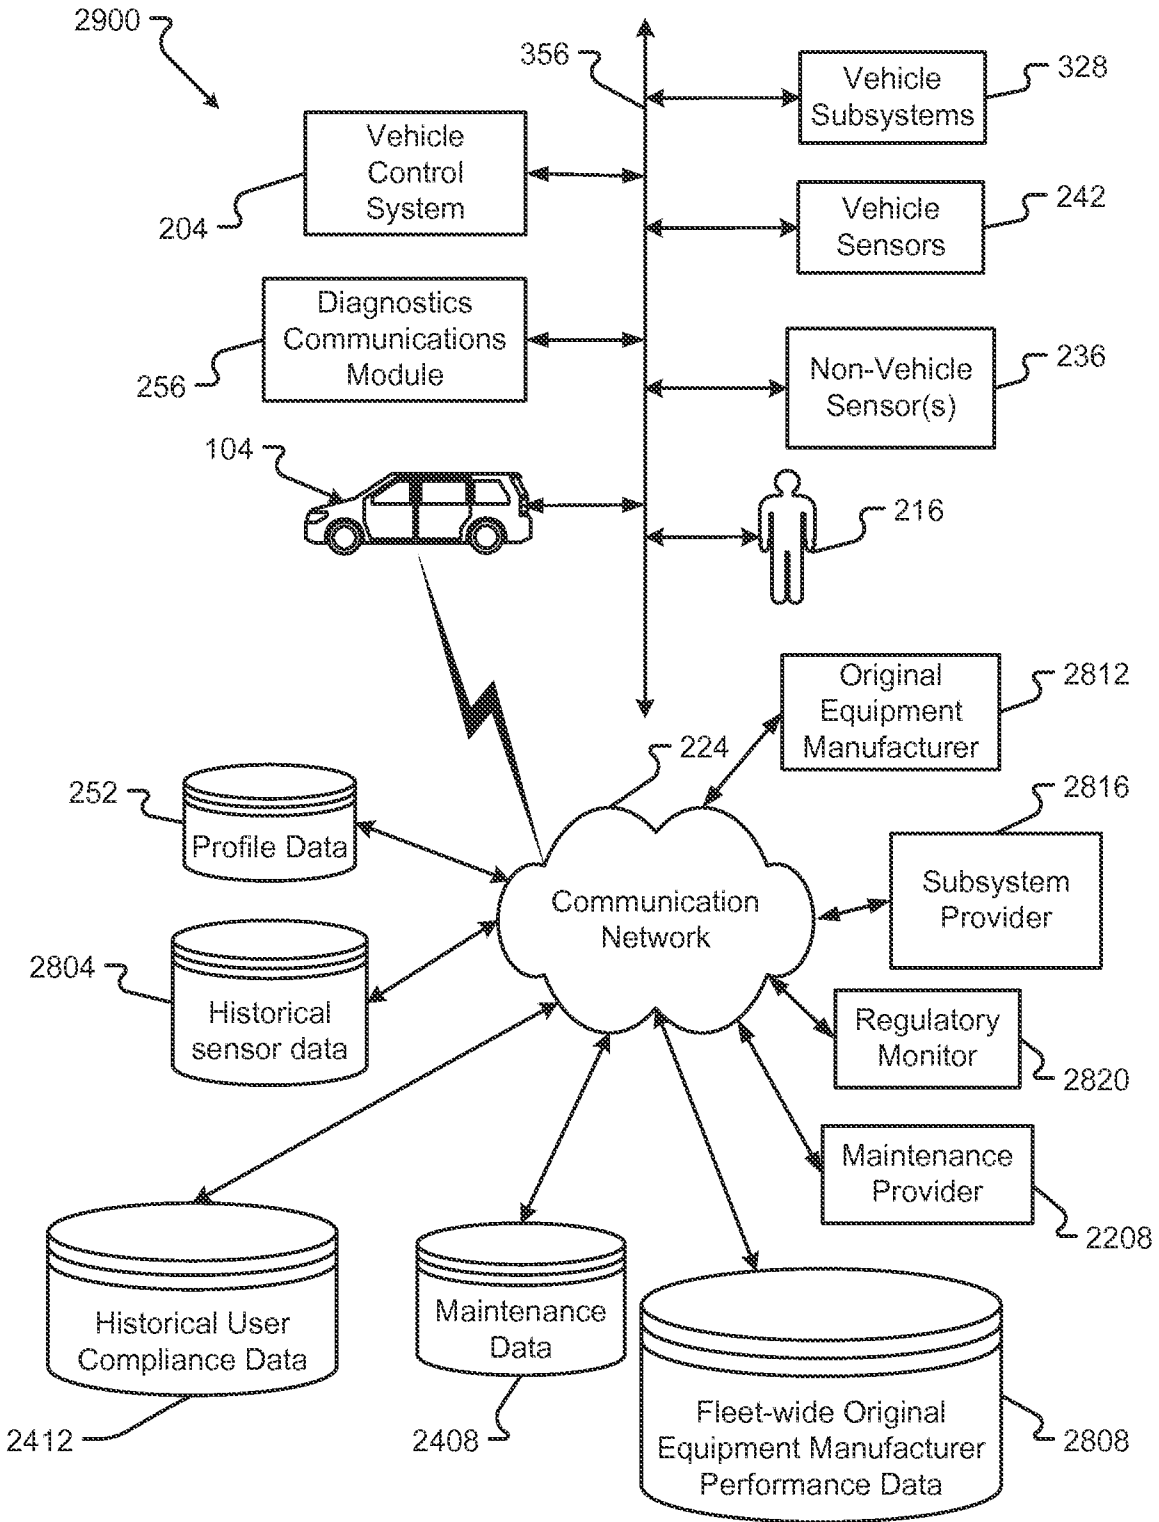 2900
356
Vehicle
Subsystems
328
Vehicle
Control
System
204
Vehicle
Sensors
242
Diagnostics
Communications
Module
256
Non-Vehicle
Sensor(s)
236
104
216
Original
Equipment
Manufacturer
2812
224
252
Profile Data
2816
Subsystem
Provider
Communication
Network
2804
Historical
sensor data
Regulatory
Monitor
2820
Maintenance
Provider
2208
Historical User
Compliance Data
2412
Maintenance
Data
2408
Fleet-wide Original
Equipment Manufacturer
Performance Data
2808